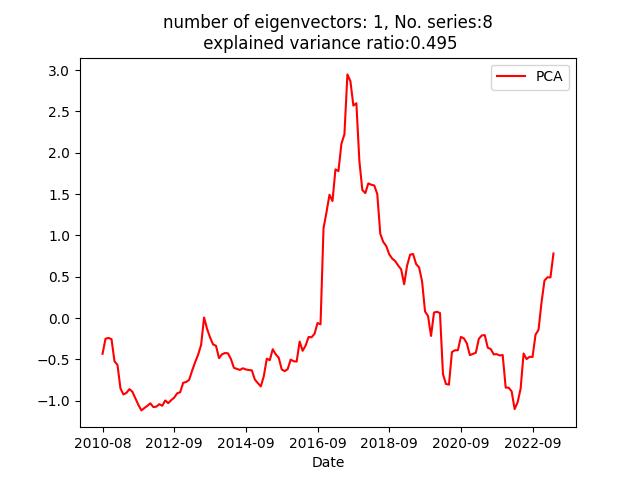 number of eigenvectors: 1, No. series:8
explained variance ratio:0.495
PCA
3.0
2.5
2.0
1.5
1.0
0.5
0.0
−0.5
−1.0
2010-08 2012-09 2014-09 2016-09 2018-09 2020-09 2022-09
Date